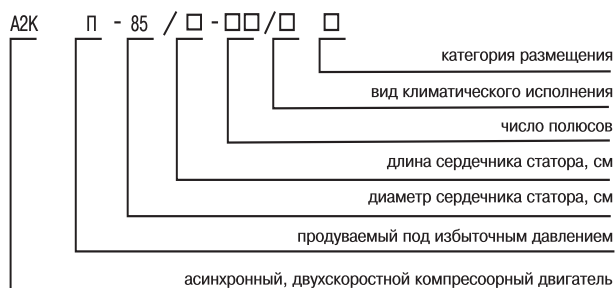 А2К П - 85 / □ - □□ / □ □
категория размещения
вид климатического исполнения
число полюсов
длина сердечника статора, см
диаметр сердечника статора, см
продуваемый под избыточным давлением
асинхронный, двухскоростной компресоорный двигатель